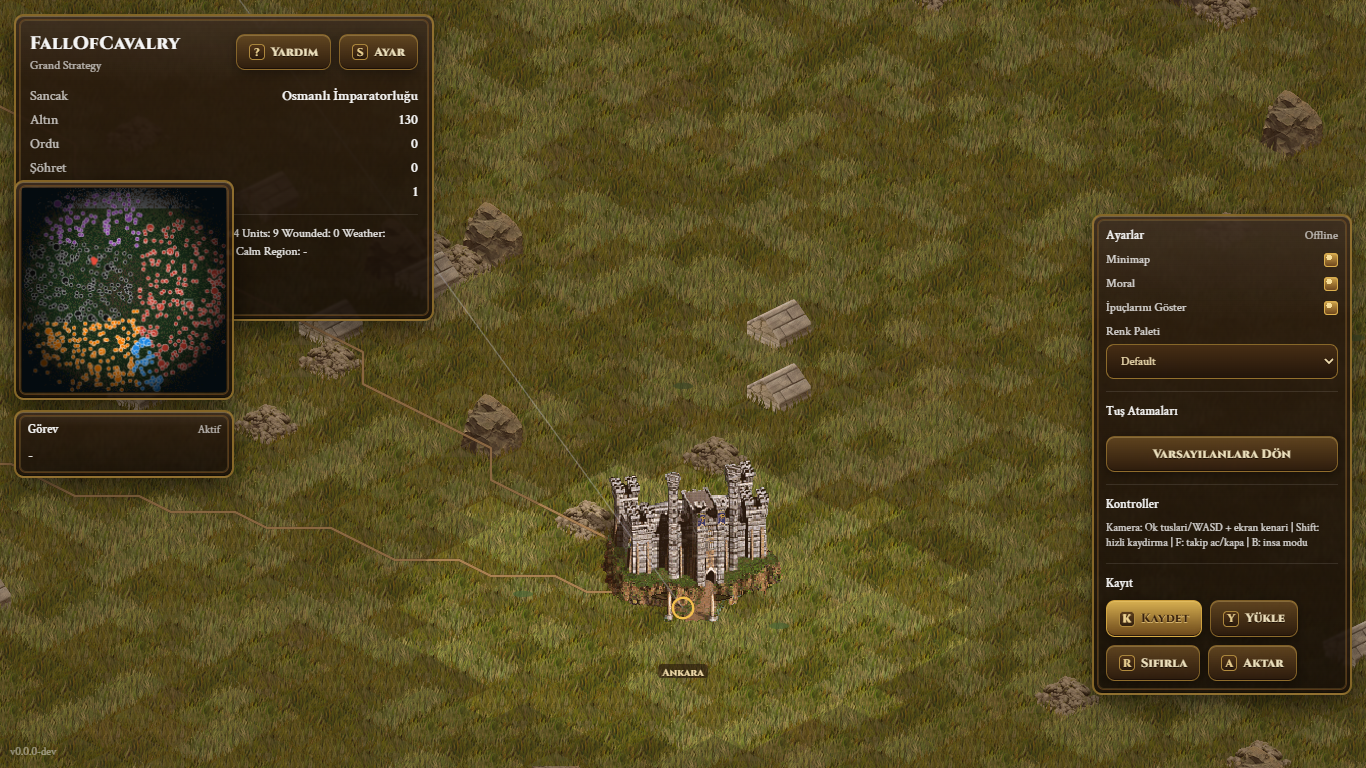 FallOfCavalry
? Yardım
S Ayar
Grand Strategy
Sancak Osmanlı İmparatorluğu
Altın 130
Ordu 0
Şöhret 0
1
4 Units: 9 Wounded: 0 Weather:
Calm Region: -
Görev Aktif
-
Ayarlar Offline
Minimap
Moral
İpuçlarını Göster
Renk Paleti
Default
Tuş Atamaları
Varsayılanlara Dön
Kontroller
Kamera: Ok tuslari/WASD + ekran kenari | Shift:
hizli kaydirma | F: takip ac/kapa | B: insa modu
Kayıt
K Kaydet
Y Yükle
R Sıfırla
A Aktar
Ankara
v0.0.0-dev